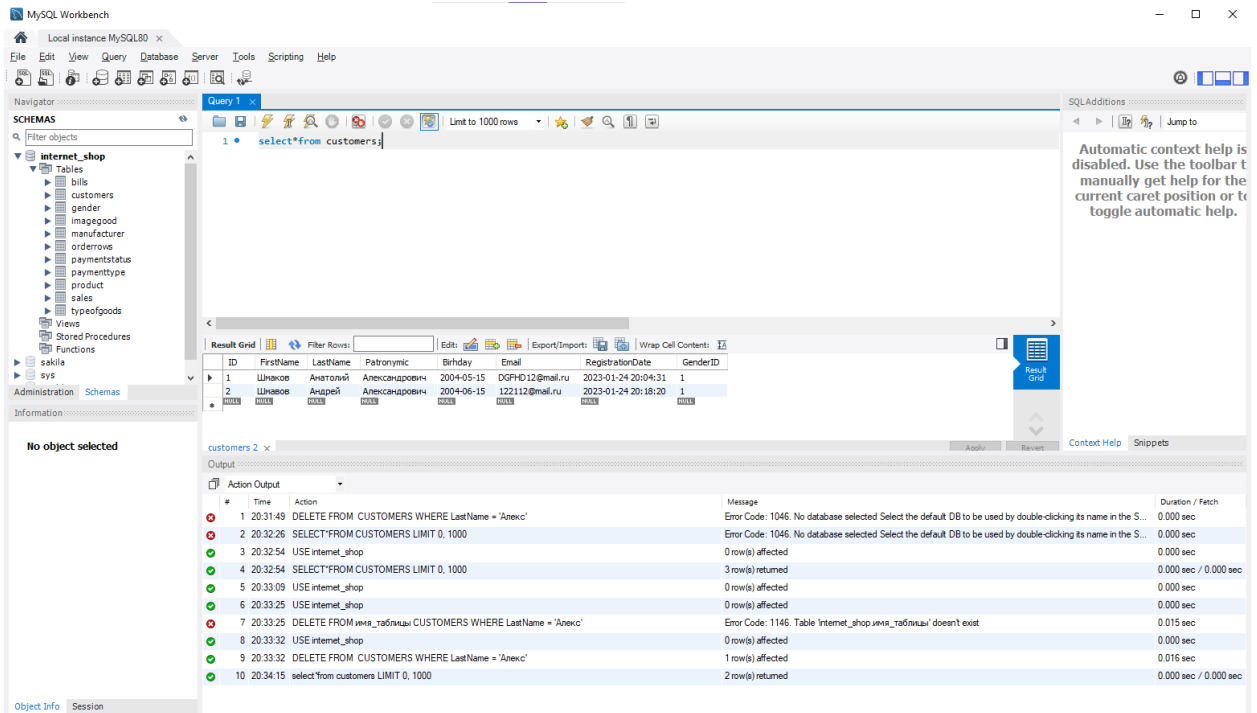 MySQL Workbench
Local instance MySQL80
File Edit View Query Database Server Tools Scripting Help
Navigator
SCHEMAS
Filter objects
internet_shop
Tables
bills
customers
gender
imagegood
manufacturer
orderrows
paymentstatus
paymenttype
product
sales
typeofgoods
Views
Stored Procedures
Functions
sakila
sys
Administration Schemas
Information
No object selected
Object Info Session
Query 1
Limit to 1000 rows
1 select*from customers;
Result Grid Filter Rows: Edit: Export/Import: Wrap Cell Content:
ID FirstName LastName Patronymic Birhday Email RegistrationDate GenderID
1 Шнаков Анатолий Александрович 2004-05-15 DGFHD12@mail.ru 2023-01-24 20:04:31 1
2 Шнавов Андрей Александрович 2004-06-15 122112@mail.ru 2023-01-24 20:18:20 1
NULL NULL NULL NULL NULL NULL NULL NULL
Result Grid
customers 2
Apply Revert
SQLAdditions
Jump to
Automatic context help is
disabled. Use the toolbar t
manually get help for the
current caret position or to
toggle automatic help.
Context Help Snippets
Output
Action Output
# Time Action Message Duration / Fetch
1 20:31:49 DELETE FROM CUSTOMERS WHERE LastName = 'Алекс' Error Code: 1046. No database selected Select the default DB to be used by double-clicking its name in the S... 0.000 sec
2 20:32:26 SELECT*FROM CUSTOMERS LIMIT 0, 1000 Error Code: 1046. No database selected Select the default DB to be used by double-clicking its name in the S... 0.000 sec
3 20:32:54 USE internet_shop 0 row(s) affected 0.000 sec
4 20:32:54 SELECT*FROM CUSTOMERS LIMIT 0, 1000 3 row(s) returned 0.000 sec / 0.000 sec
5 20:33:09 USE internet_shop 0 row(s) affected 0.000 sec
6 20:33:25 USE internet_shop 0 row(s) affected 0.000 sec
7 20:33:25 DELETE FROM имя_таблицы CUSTOMERS WHERE LastName = 'Алекс' Error Code: 1146. Table 'internet_shop.имя_таблицы' doesn't exist 0.015 sec
8 20:33:32 USE internet_shop 0 row(s) affected 0.000 sec
9 20:33:32 DELETE FROM CUSTOMERS WHERE LastName = 'Алекс' 1 row(s) affected 0.016 sec
10 20:34:15 select*from customers LIMIT 0, 1000 2 row(s) returned 0.000 sec / 0.000 sec